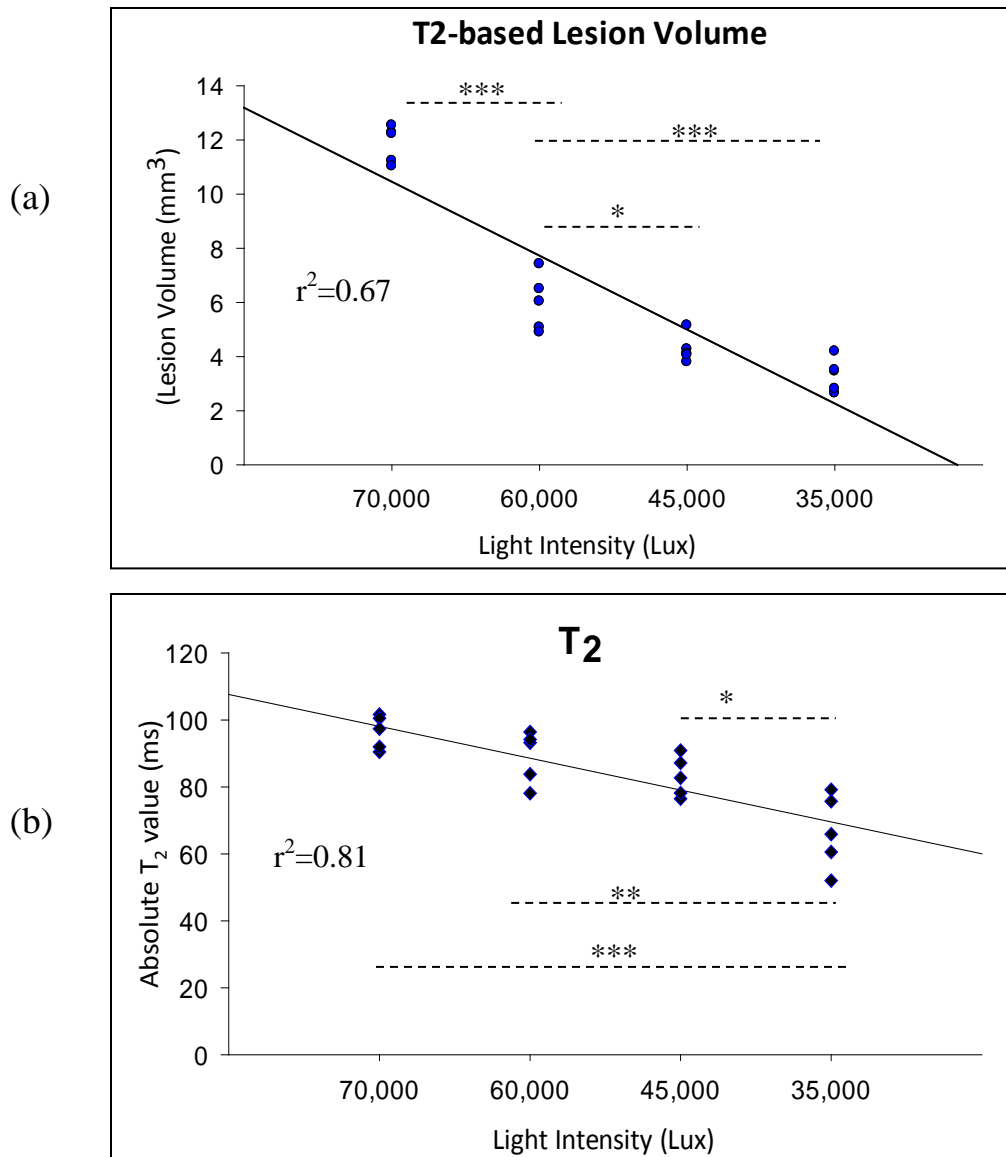 (a)
T2-based Lesion Volume
(Lesion Volume (mm³)
14
12
10
8
6
4
2
0
***
***
*
r²=0.67
70,000 60,000 45,000 35,000
Light Intensity (Lux)
(b)
T₂
Absolute T₂ value (ms)
120
100
80
60
40
20
0
*
r²=0.81
**
***
70,000 60,000 45,000 35,000
Light Intensity (Lux)